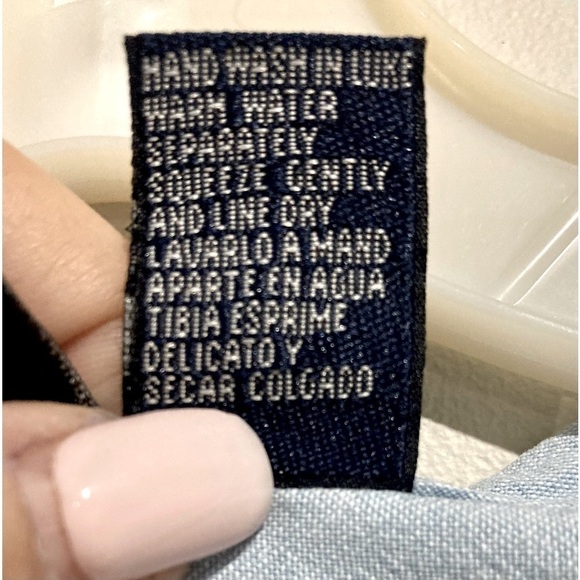 HAND WASH IN LUKE
WARM WATER
SEPARATELY
SQUEEZE GENTLY
AND LINE DRY
LAVARLO A MANO
APARTE EN AGUA
TIBIA ESPRIME
DELICATO Y
SECAR COLGADO